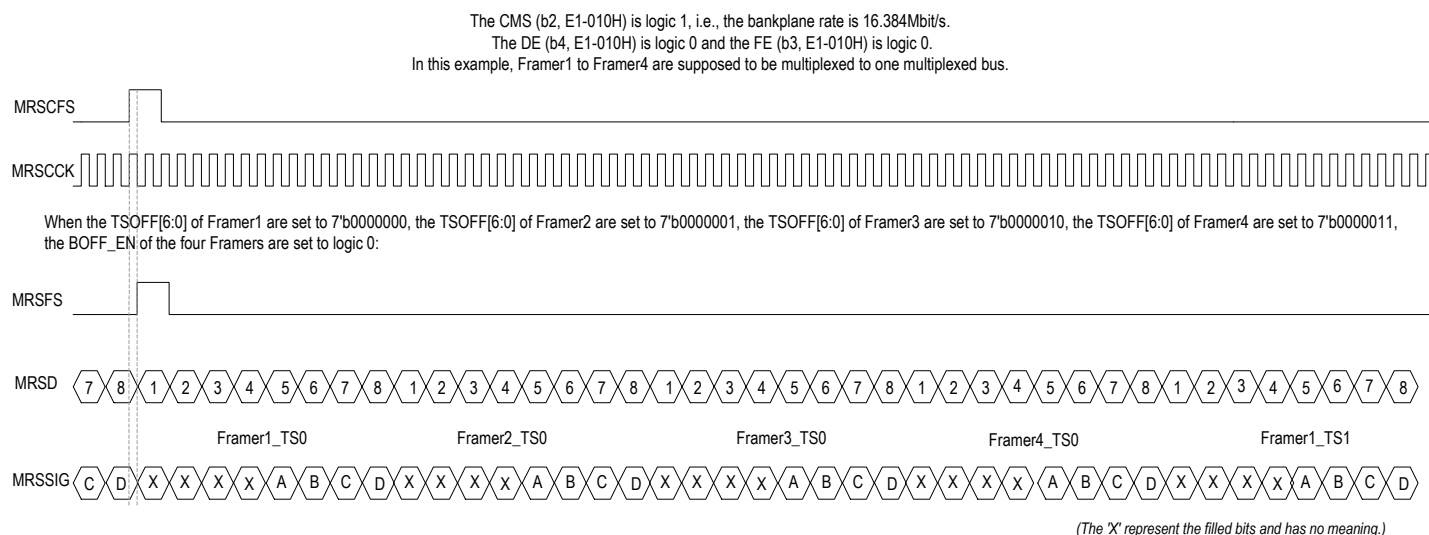 The CMS (b2, E1-010H) is logic 1, i.e., the bankplane rate is 16.384Mbit/s.
The DE (b4, E1-010H) is logic 0 and the FE (b3, E1-010H) is logic 0.
In this example, Framer1 to Framer4 are supposed to be multiplexed to one multiplexed bus.
MRSCFS
MRSCCK
When the TSOFF[6:0] of Framer1 are set to 7'b0000000, the TSOFF[6:0] of Framer2 are set to 7'b0000001, the TSOFF[6:0] of Framer3 are set to 7'b0000010, the TSOFF[6:0] of Framer4 are set to 7'b0000011,
the BOFF_EN of the four Framers are set to logic 0:
MRSFS
MRSD 7 8 1 2 3 4 5 6 7 8 1 2 3 4 5 6 7 8 1 2 3 4 5 6 7 8 1 2 3 4 5 6 7 8 1 2 3 4 5 6 7 8
Framer1_TS0 Framer2_TS0 Framer3_TS0 Framer4_TS0 Framer1_TS1
MRSSIG C D X X X X A B C D X X X X A B C D X X X X A B C D X X X X A B C D X X X X A B C D
(The 'X' represent the filled bits and has no meaning.)